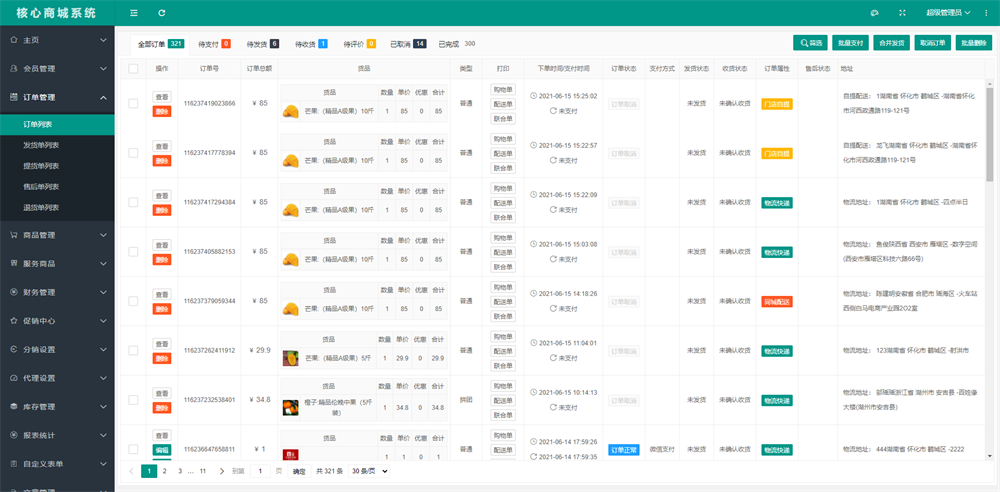 核心商城系统
超级管理员
主页
会员管理
订单管理
订单列表
发货单列表
提货单列表
售后单列表
退货单列表
商品管理
服务商品
财务管理
促销中心
分销设置
代理设置
库存管理
报表统计
自定义表单
文章管理
全部订单 321 待支付 0 待发货 6 待收货 1 待评价 0 已取消 14 已完成 300
筛选 批量支付 合并发货 取消订单 批量删除
操作 订单号 订单总额 货品 类型 打印 下单时间/支付时间 订单状态 支付方式 发货状态 收货状态 订单属性 售后状态 地址
查看 删除 116237419023866 ¥ 85
货品 数量 单价 优惠 合计
芒果:（精品A级果）10斤 1 85 0 85
普通 购物单 配送单 联合单
2021-06-15 15:25:02
未支付
订单取消 未发货 未确认收货 门店自提
自提配送： 1湖南省 怀化市 鹤城区 -湖南省怀
化市河西政通路119-121号
查看 删除 116237417778394 ¥ 85
货品 数量 单价 优惠 合计
芒果:（精品A级果）10斤 1 85 0 85
普通 购物单 配送单 联合单
2021-06-15 15:22:57
未支付
订单取消 未发货 未确认收货 门店自提
自提配送： 龙飞湖南省 怀化市 鹤城区 -湖南省怀
化市河西政通路119-121号
查看 删除 116237417294384 ¥ 85
货品 数量 单价 优惠 合计
芒果:（精品A级果）10斤 1 85 0 85
普通 购物单 配送单 联合单
2021-06-15 15:22:09
未支付
订单取消 未发货 未确认收货 物流快递
物流地址： 1湖南省 怀化市 鹤城区 -四点半日
查看 删除 116237405882153 ¥ 85
货品 数量 单价 优惠 合计
芒果:（精品A级果）10斤 1 85 0 85
普通 购物单 配送单 联合单
2021-06-15 15:03:08
未支付
订单取消 未发货 未确认收货 物流快递
物流地址： 鱼俊陕西省 西安市 雁塔区 -数字空间
(西安市雁塔区科技六路66号)
查看 删除 116237379059344 ¥ 85
货品 数量 单价 优惠 合计
芒果:（精品A级果）10斤 1 85 0 85
普通 购物单 配送单 联合单
2021-06-15 14:18:26
未支付
订单取消 未发货 未确认收货 同城配送
物流地址： 陈建明安徽省 合肥市 瑶海区 -火车站
西侧白马电商产业园2O2室
查看 删除 116237262411912 ¥ 29.9
货品 数量 单价 优惠 合计
芒果:（精品A级果）5斤 1 29.9 0 29.9
普通 购物单 配送单 联合单
2021-06-15 11:04:01
未支付
订单取消 未发货 未确认收货 物流快递
物流地址： 123湖南省 怀化市 鹤城区 -射洪市
查看 删除 116237232538401 ¥ 34.8
货品 数量 单价 优惠 合计
橙子:精品伦晚中果（5斤
装） 1 34.8 0 34.8
拼团 购物单 配送单 联合单
2021-06-15 10:14:13
未支付
订单取消 未发货 未确认收货 物流快递
查看 编辑 116236647658811 ¥ 1
货品 数量 单价 优惠 合计
1 1 0 1
普通 购物单 配送单 联合单
2021-06-14 17:59:26
2021-06-14 17:59:35
订单正常 微信支付 未发货 未确认收货 物流快递
物流地址： 444湖南省 怀化市 鹤城区 -2222
1 2 3 … 11 到第 1 页 确定 共 321 条 30 条/页